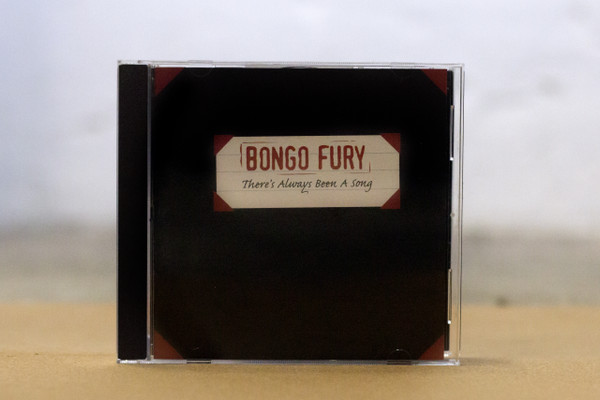 BONGO FURY
There's Always Been A Song